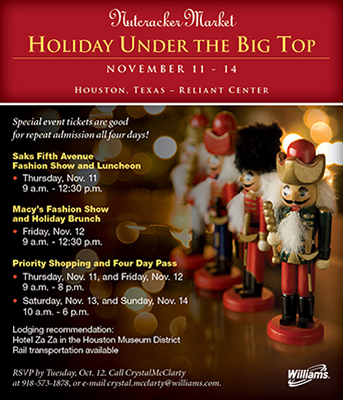 Nutcracker Market
HOLIDAY UNDER THE BIG TOP
NOVEMBER 11 - 14
HOUSTON, TEXAS – RELIANT CENTER
Special event tickets are good
for repeat admission all four days!
Saks Fifth Avenue
Fashion Show and Luncheon
• Thursday, Nov. 11
9 a.m. - 12:30 p.m.
Macy's Fashion Show
and Holiday Brunch
• Friday, Nov. 12
9 a.m. - 12:30 p.m.
Priority Shopping and Four Day Pass
• Thursday, Nov. 11, and Friday, Nov. 12
9 a.m. - 8 p.m.
• Saturday, Nov. 13, and Sunday, Nov. 14
10 a.m. - 6 p.m.
Lodging recommendation:
Hotel Za Za in the Houston Museum District
Rail transportation available
RSVP by Tuesday, Oct. 12. Call CrystalMcClarty
at 918-573-1878, or e-mail crystal.mcclarty@williams.com.
Williams.